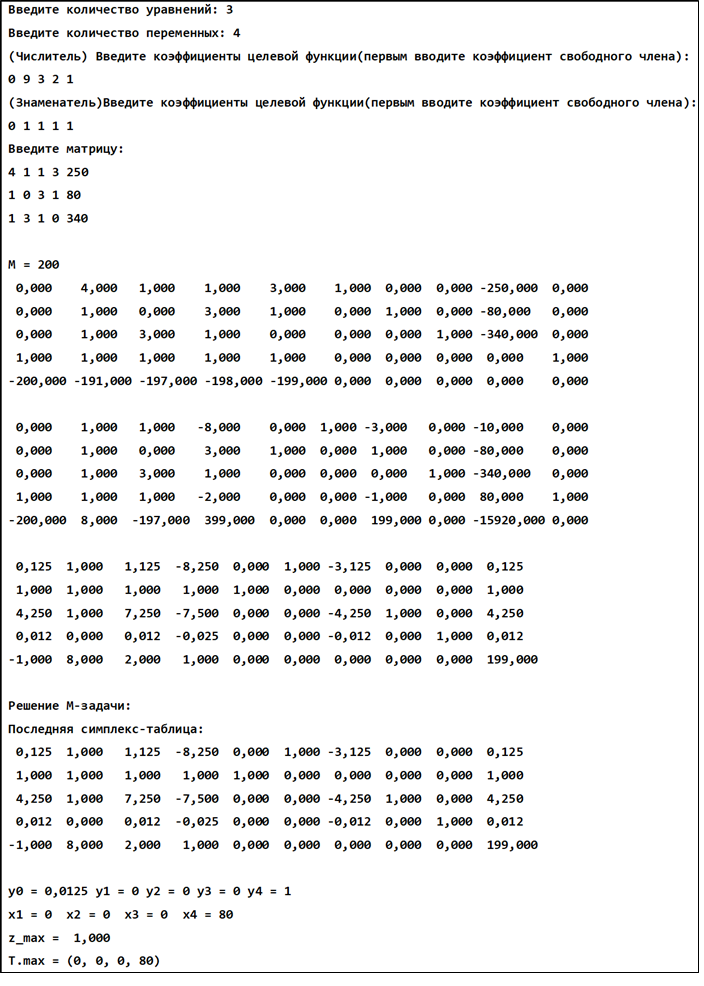 Введите количество уравнений: 3
Введите количество переменных: 4
(Числитель) Введите коэффициенты целевой функции(первым вводите коэффициент свободного члена):
0 9 3 2 1
(Знаменатель)Введите коэффициенты целевой функции(первым вводите коэффициент свободного члена):
0 1 1 1 1
Введите матрицу:
4 1 1 3 250
1 0 3 1 80
1 3 1 0 340
M = 200
0,000 4,000 1,000 1,000 3,000 1,000 0,000 0,000 -250,000 0,000
0,000 1,000 0,000 3,000 1,000 0,000 1,000 0,000 -80,000 0,000
0,000 1,000 3,000 1,000 0,000 0,000 0,000 1,000 -340,000 0,000
1,000 1,000 1,000 1,000 1,000 0,000 0,000 0,000 0,000 1,000
-200,000 -191,000 -197,000 -198,000 -199,000 0,000 0,000 0,000 0,000 0,000
0,000 1,000 1,000 -8,000 0,000 1,000 -3,000 0,000 -10,000 0,000
0,000 1,000 0,000 3,000 1,000 0,000 1,000 0,000 -80,000 0,000
0,000 1,000 3,000 1,000 0,000 0,000 0,000 1,000 -340,000 0,000
1,000 1,000 1,000 -2,000 0,000 0,000 -1,000 0,000 80,000 1,000
-200,000 8,000 -197,000 399,000 0,000 0,000 199,000 0,000 -15920,000 0,000
0,125 1,000 1,125 -8,250 0,000 1,000 -3,125 0,000 0,000 0,125
1,000 1,000 1,000 1,000 1,000 0,000 0,000 0,000 0,000 1,000
4,250 1,000 7,250 -7,500 0,000 0,000 -4,250 1,000 0,000 4,250
0,012 0,000 0,012 -0,025 0,000 0,000 -0,012 0,000 1,000 0,012
-1,000 8,000 2,000 1,000 0,000 0,000 0,000 0,000 0,000 199,000
Решение М-задачи:
Последняя симплекс-таблица:
0,125 1,000 1,125 -8,250 0,000 1,000 -3,125 0,000 0,000 0,125
1,000 1,000 1,000 1,000 1,000 0,000 0,000 0,000 0,000 1,000
4,250 1,000 7,250 -7,500 0,000 0,000 -4,250 1,000 0,000 4,250
0,012 0,000 0,012 -0,025 0,000 0,000 -0,012 0,000 1,000 0,012
-1,000 8,000 2,000 1,000 0,000 0,000 0,000 0,000 0,000 199,000
y0 = 0,0125 y1 = 0 y2 = 0 y3 = 0 y4 = 1
x1 = 0 x2 = 0 x3 = 0 x4 = 80
z_max = 1,000
T.max = (0, 0, 0, 80)